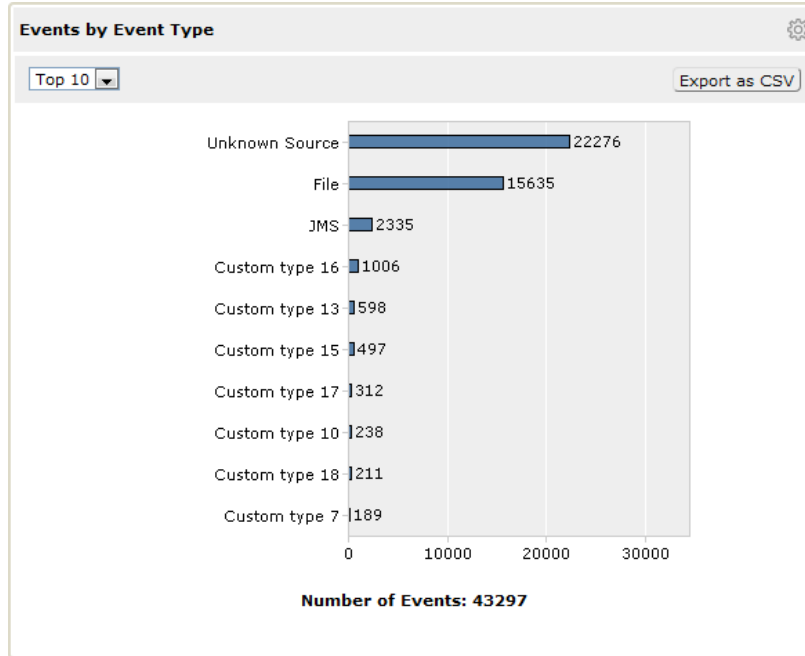 Events by Event Type
Top 10
Export as CSV
Unknown Source 22276
File 15635
JMS 2335
Custom type 16 1006
Custom type 13 598
Custom type 15 497
Custom type 17 312
Custom type 10 238
Custom type 18 211
Custom type 7 189
0 10000 20000 30000
Number of Events: 43297